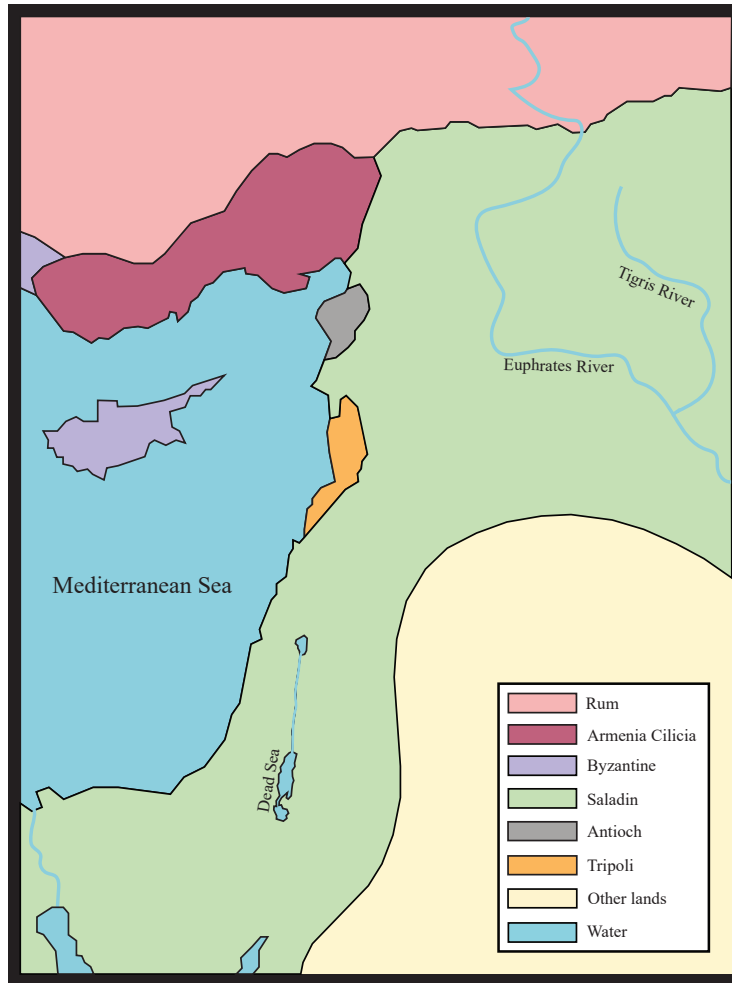 Tigris River
Euphrates River
Mediterranean Sea
Dead Sea
Rum
Armenia Cilicia
Byzantine
Saladin
Antioch
Tripoli
Other lands
Water